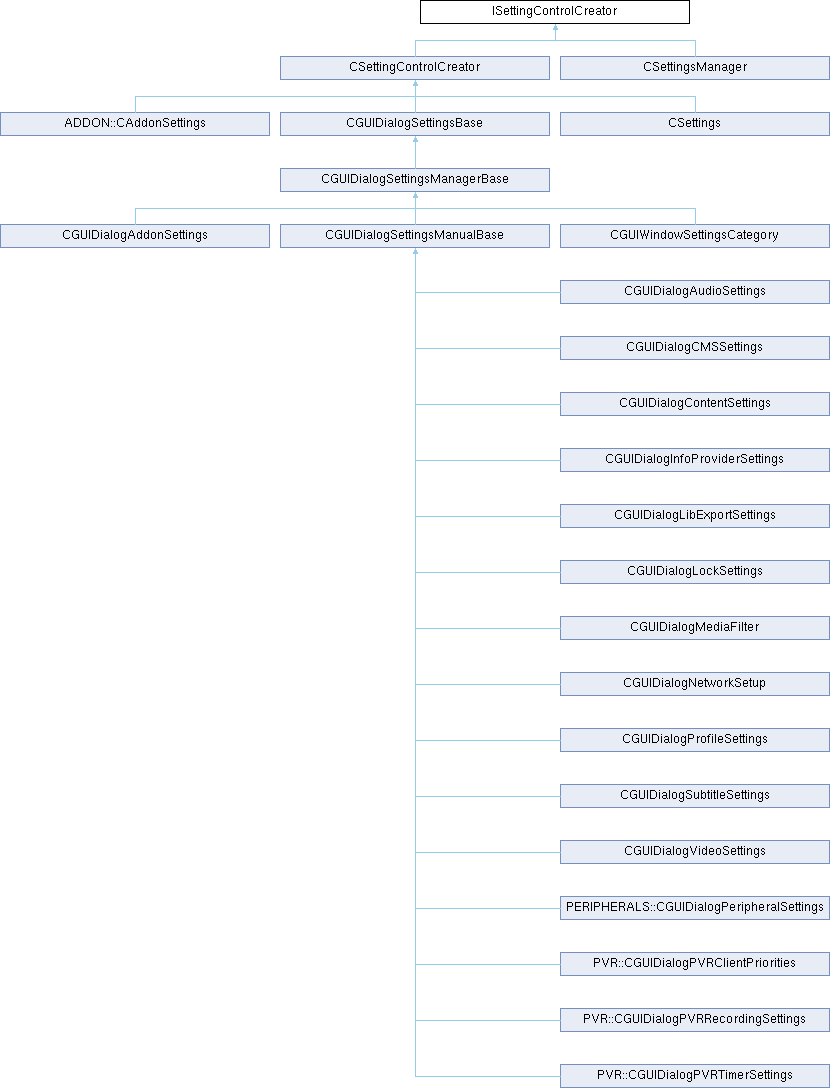 ISettingControlCreator
CSettingControlCreator
CSettingsManager
ADDON::CAddonSettings
CGUIDialogSettingsBase
CSettings
CGUIDialogSettingsManagerBase
CGUIDialogAddonSettings
CGUIDialogSettingsManualBase
CGUIWindowSettingsCategory
CGUIDialogAudioSettings
CGUIDialogCMSSettings
CGUIDialogContentSettings
CGUIDialogInfoProviderSettings
CGUIDialogLibExportSettings
CGUIDialogLockSettings
CGUIDialogMediaFilter
CGUIDialogNetworkSetup
CGUIDialogProfileSettings
CGUIDialogSubtitleSettings
CGUIDialogVideoSettings
PERIPHERALS::CGUIDialogPeripheralSettings
PVR::CGUIDialogPVRClientPriorities
PVR::CGUIDialogPVRRecordingSettings
PVR::CGUIDialogPVRTimerSettings